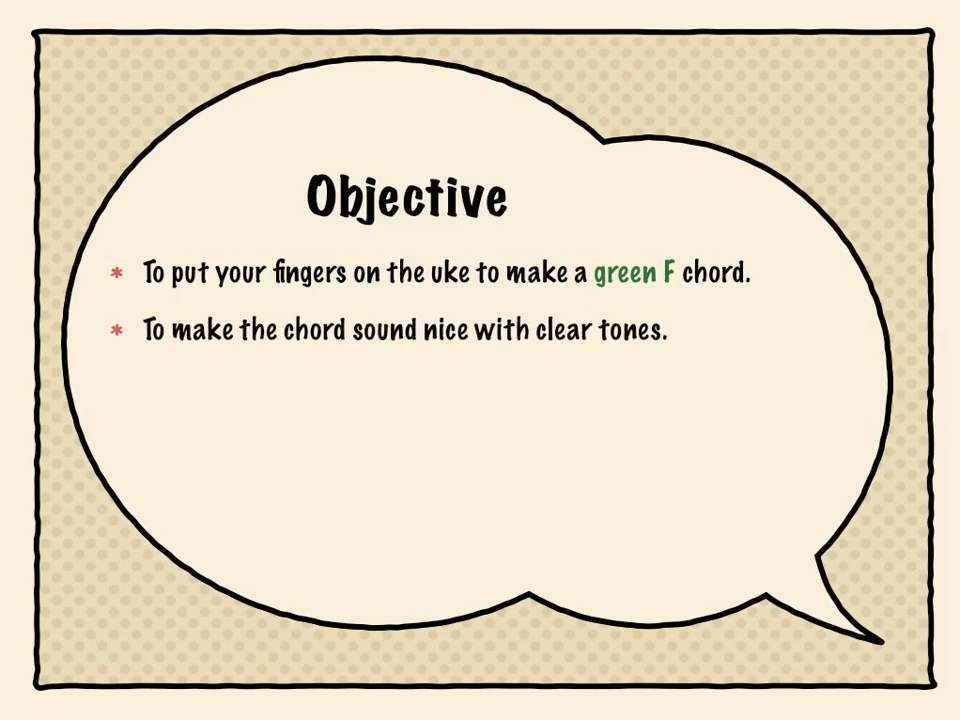 Objective
* To put your fingers on the uke to make a green F chord.
* To make the chord sound nice with clear tones.